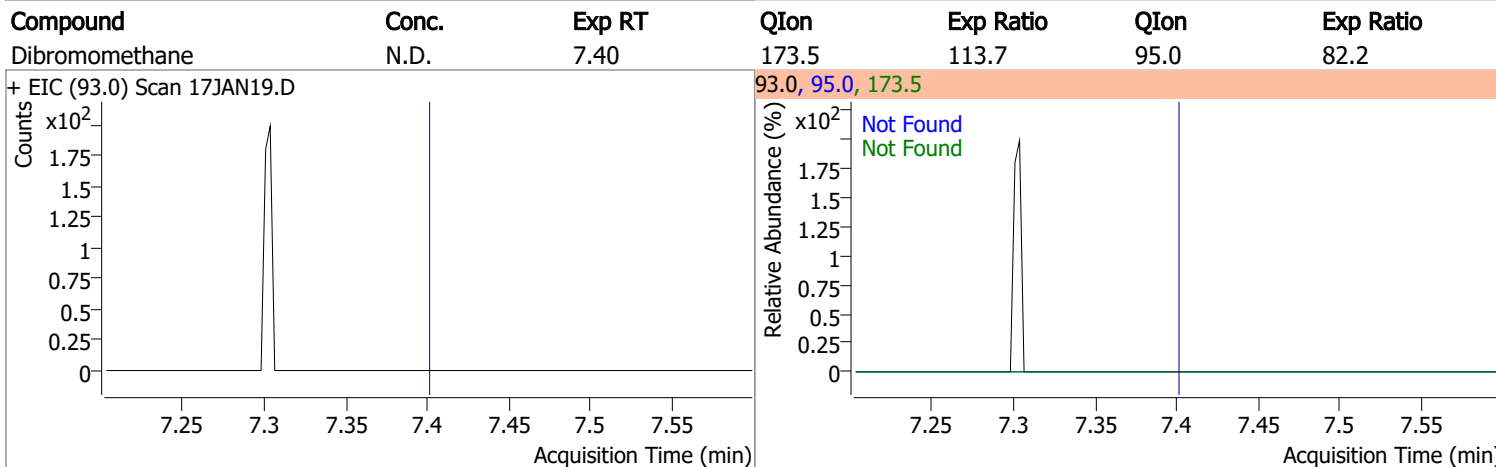 Compound Conc. Exp RT QIon Exp Ratio QIon Exp Ratio
Dibromomethane N.D. 7.40 173.5 113.7 95.0 82.2
+ EIC (93.0) Scan 17JAN19.D
Counts
x10²
1.75
1.5
1.25
1
0.75
0.5
0.25
0
7.25 7.3 7.35 7.4 7.45 7.5 7.55
Acquisition Time (min)
93.0, 95.0, 173.5
Relative Abundance (%)
x10²
Not Found
Not Found
1.75
1.5
1.25
1
0.75
0.5
0.25
0
7.25 7.3 7.35 7.4 7.45 7.5 7.55
Acquisition Time (min)